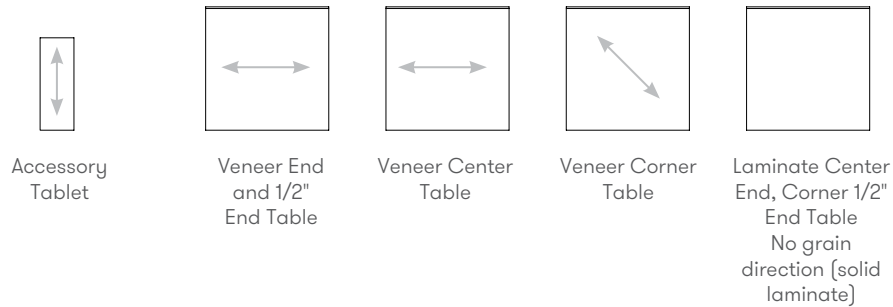 Accessory
Tablet
Veneer End
and 1/2"
End Table
Veneer Center
Table
Veneer Corner
Table
Laminate Center
End, Corner 1/2"
End Table
No grain
direction (solid
laminate)